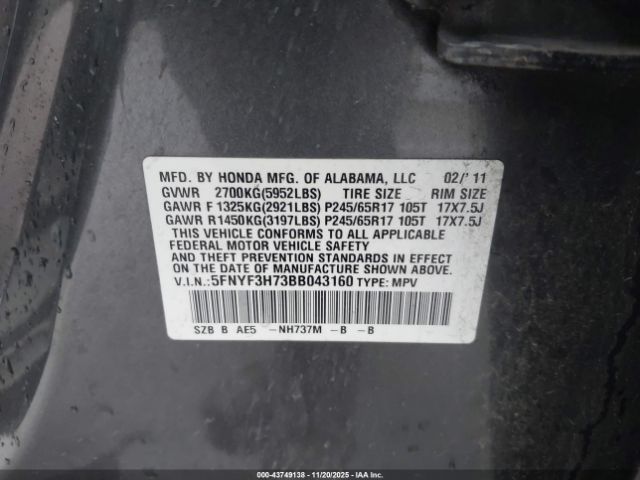 MFD. BY HONDA MFG. OF ALABAMA, LLC 02/' 11
GVWR 2700KG(5952LBS) TIRE SIZE RIM SIZE
GAWR F 1325KG(2921LBS) P245/65R17 105T 17X7.5J
GAWR R 1450KG(3197LBS) P245/65R17 105T 17X7.5J
THIS VEHICLE CONFORMS TO ALL APPLICABLE
FEDERAL MOTOR VEHICLE SAFETY
AND THEFT PREVENTION STANDARDS IN EFFECT
ON THE DATE OF MANUFACTURE SHOWN ABOVE.
V.I.N.: 5FNYF3H73BB043160 TYPE: MPV
SZB B AE5 -NH737M -B -B
000-43749138 - 11/20/2025 - IAAI.COM